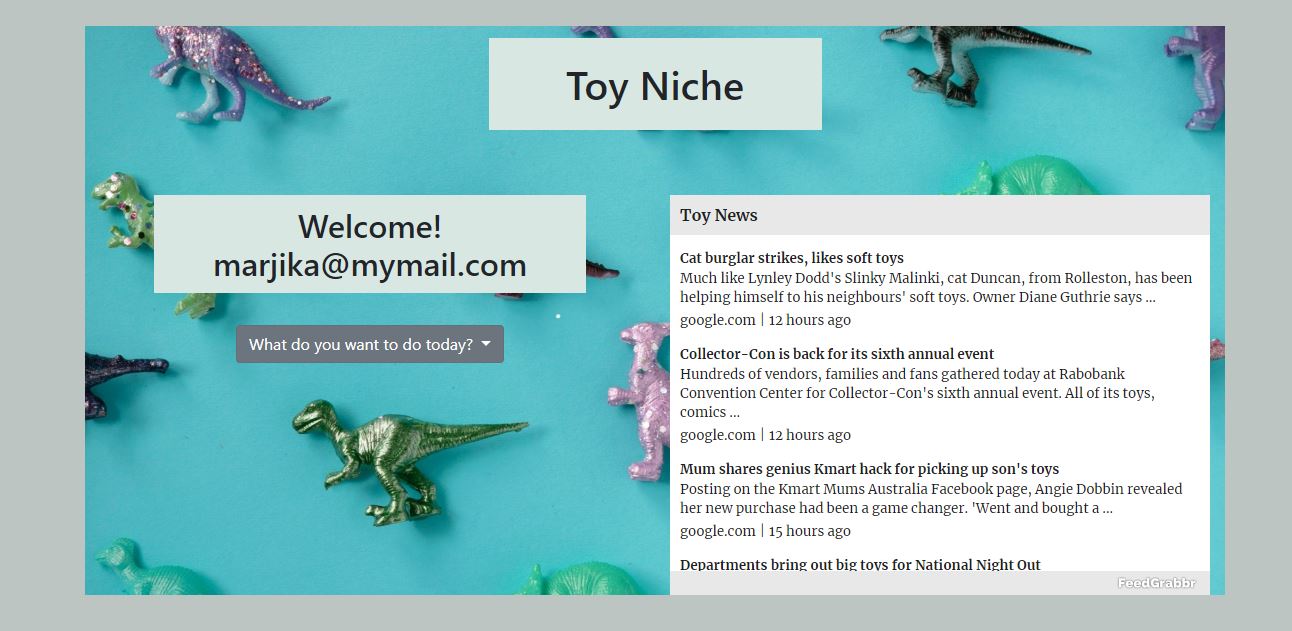 Toy Niche
Welcome!
marjika@mymail.com
What do you want to do today?
Toy News
Cat burglar strikes, likes soft toys
Much like Lynley Dodd's Slinky Malinki, cat Duncan, from Rolleston, has been
helping himself to his neighbours' soft toys. Owner Diane Guthrie says ...
google.com | 12 hours ago
Collector-Con is back for its sixth annual event
Hundreds of vendors, families and fans gathered today at Rabobank
Convention Center for Collector-Con's sixth annual event. All of its toys,
comics ...
google.com | 12 hours ago
Mum shares genius Kmart hack for picking up son's toys
Posting on the Kmart Mums Australia Facebook page, Angie Dobbin revealed
her new purchase had been a game changer. 'Went and bought a ...
google.com | 15 hours ago
Departments bring out big toys for National Night Out
FeedGrabbr